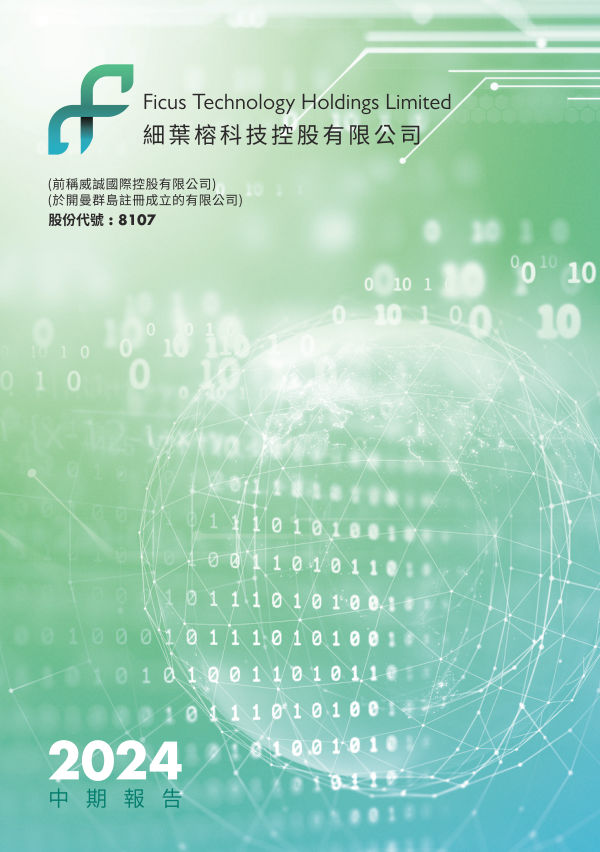 Ficus Technology Holdings Limited
細葉榕科技控股有限公司
(前稱威誠國際控股有限公司)
(於開曼群島註冊成立的有限公司)
股份代號：8107
2024
中期報告